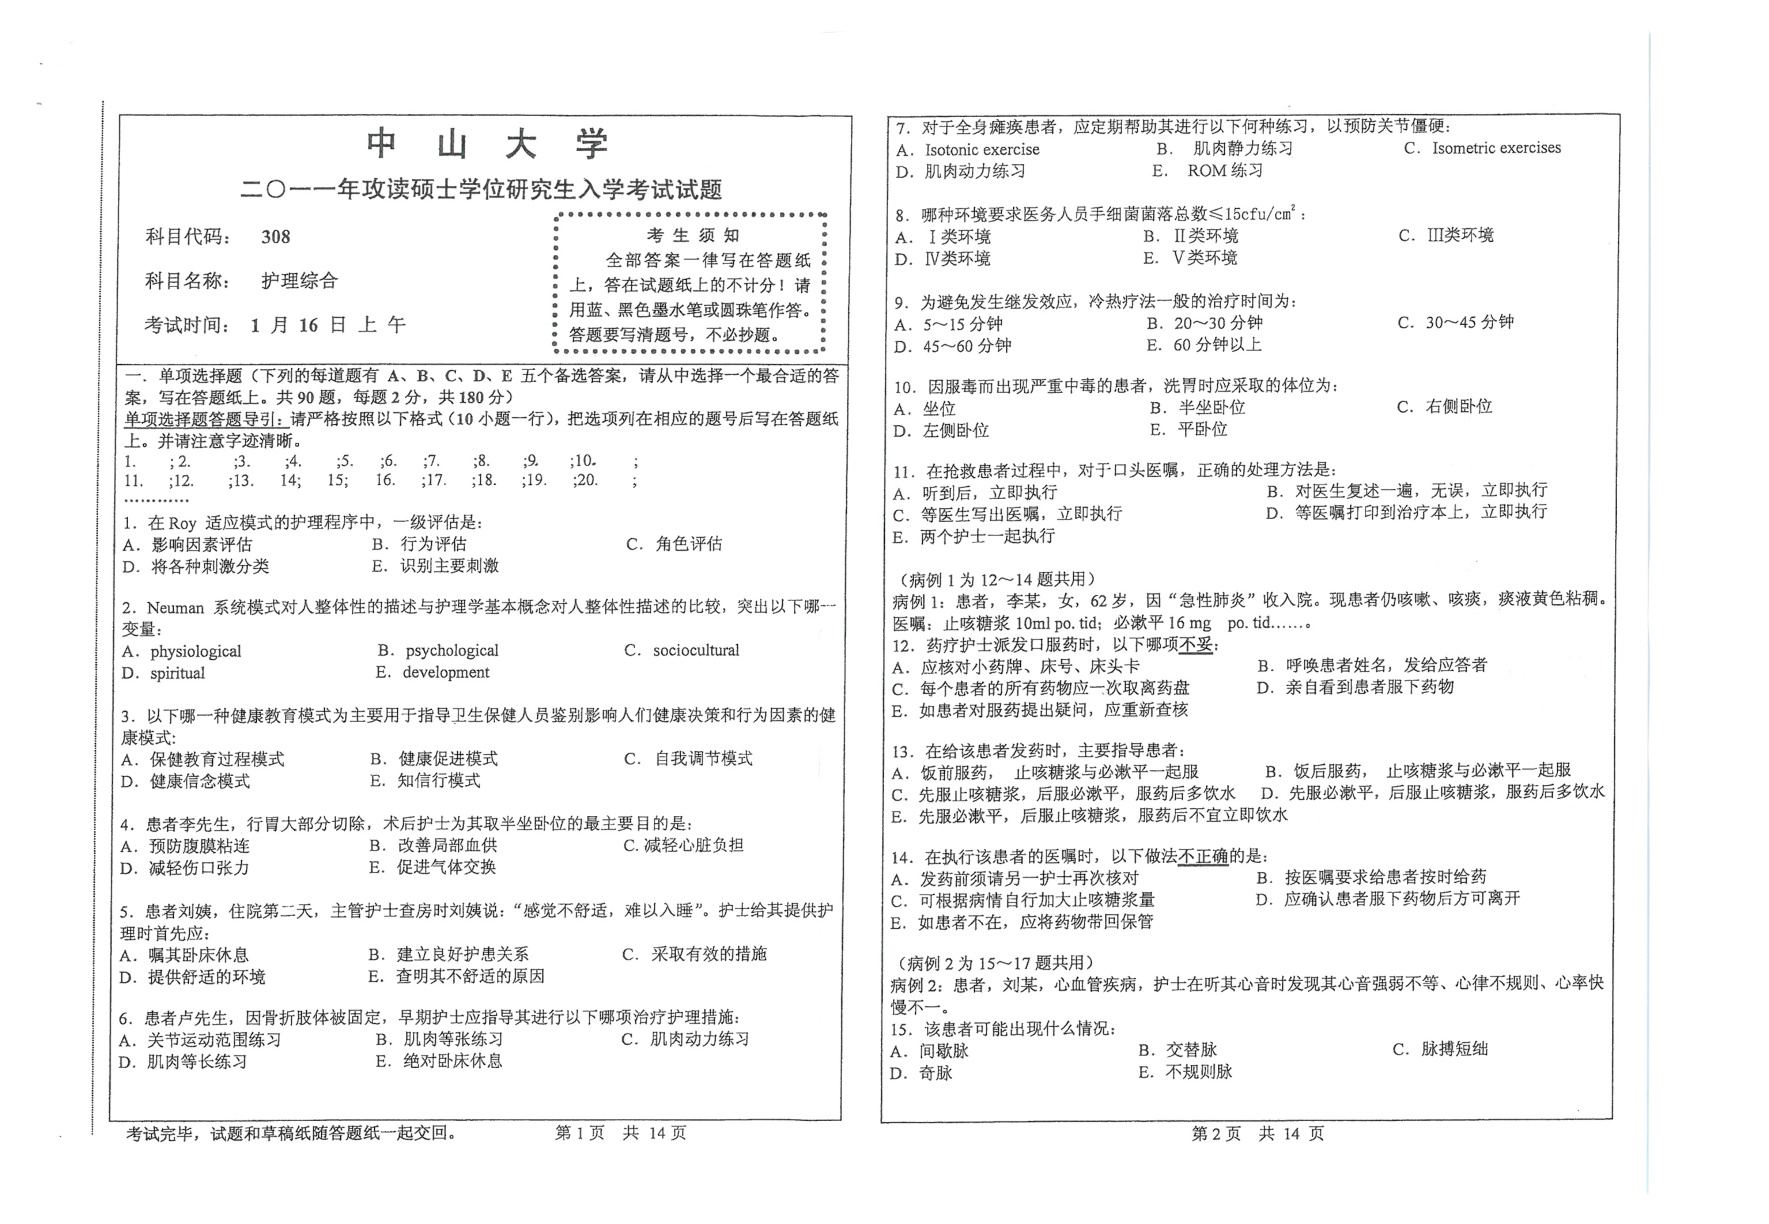 中 山 大 学
二〇一一年攻读硕士学位研究生入学考试试题
科目代码： 308
科目名称： 护理综合
考试时间： 1 月 16 日 上 午
考 生 须 知
全部答案一律写在答题纸
上，答在试题纸上的不计分！请
用蓝、黑色墨水笔或圆珠笔作答。
答题要写清题号，不必抄题。
一．单项选择题（下列的每道题有 A、B、C、D、E 五个备选答案，请从中选择一个最合适的答
案，写在答题纸上。共 90 题，每题 2 分，共 180 分）
单项选择题答题导引：请严格按照以下格式（10 小题一行），把选项列在相应的题号后写在答题纸
上。并请注意字迹清晰。
1. ; 2. ;3. ;4. ;5. ;6. ;7. ;8. ;9. ;10. ;
11. ;12. ;13. 14; 15; 16. ;17. ;18. ;19. ;20. ;
…………
1．在 Roy 适应模式的护理程序中，一级评估是：
A．影响因素评估 B．行为评估 C．角色评估
D．将各种刺激分类 E．识别主要刺激
2．Neuman 系统模式对人整体性的描述与护理学基本概念对人整体性描述的比较，突出以下哪一
变量：
A．physiological B．psychological C．sociocultural
D．spiritual E．development
3．以下哪一种健康教育模式为主要用于指导卫生保健人员鉴别影响人们健康决策和行为因素的健
康模式:
A．保健教育过程模式 B．健康促进模式 C．自我调节模式
D．健康信念模式 E．知信行模式
4．患者李先生，行胃大部分切除，术后护士为其取半坐卧位的最主要目的是：
A．预防腹膜粘连 B．改善局部血供 C. 减轻心脏负担
D．减轻伤口张力 E．促进气体交换
5．患者刘姨，住院第二天，主管护士查房时刘姨说：“感觉不舒适，难以入睡”。护士给其提供护
理时首先应：
A．嘱其卧床休息 B．建立良好护患关系 C．采取有效的措施
D．提供舒适的环境 E．查明其不舒适的原因
6．患者卢先生，因骨折肢体被固定，早期护士应指导其进行以下哪项治疗护理措施：
A．关节运动范围练习 B．肌肉等张练习 C．肌肉动力练习
D．肌肉等长练习 E．绝对卧床休息
考试完毕，试题和草稿纸随答题纸一起交回。 第 1 页 共 14 页
7．对于全身瘫痪患者，应定期帮助其进行以下何种练习，以预防关节僵硬：
A．Isotonic exercise B．肌肉静力练习 C．Isometric exercises
D．肌肉动力练习 E． ROM 练习
8．哪种环境要求医务人员手细菌菌落总数≤15cfu/cm²：
A．Ⅰ类环境 B．Ⅱ类环境 C．Ⅲ类环境
D．Ⅳ类环境 E．Ⅴ类环境
9．为避免发生继发效应，冷热疗法一般的治疗时间为：
A．5～15 分钟 B．20～30 分钟 C．30～45 分钟
D．45～60 分钟 E．60 分钟以上
10．因服毒而出现严重中毒的患者，洗胃时应采取的体位为：
A．坐位 B．半坐卧位 C．右侧卧位
D．左侧卧位 E．平卧位
11．在抢救患者过程中，对于口头医嘱，正确的处理方法是：
A．听到后，立即执行 B．对医生复述一遍，无误，立即执行
C．等医生写出医嘱，立即执行 D．等医嘱打印到治疗本上，立即执行
E．两个护士一起执行
（病例 1 为 12～14 题共用）
病例 1：患者，李某，女，62 岁，因“急性肺炎”收入院。现患者仍咳嗽、咳痰，痰液黄色粘稠。
医嘱：止咳糖浆 10ml po. tid；必漱平 16 mg po. tid……。
12．药疗护士派发口服药时，以下哪项不妥：
A．应核对小药牌、床号、床头卡 B．呼唤患者姓名，发给应答者
C．每个患者的所有药物应一次取离药盘 D．亲自看到患者服下药物
E．如患者对服药提出疑问，应重新查核
13．在给该患者发药时，主要指导患者：
A．饭前服药， 止咳糖浆与必漱平一起服 B．饭后服药， 止咳糖浆与必漱平一起服
C．先服止咳糖浆，后服必漱平，服药后多饮水 D．先服必漱平，后服止咳糖浆，服药后多饮水
E．先服必漱平，后服止咳糖浆，服药后不宜立即饮水
14．在执行该患者的医嘱时，以下做法不正确的是：
A．发药前须请另一护士再次核对 B．按医嘱要求给患者按时给药
C．可根据病情自行加大止咳糖浆量 D．应确认患者服下药物后方可离开
E．如患者不在，应将药物带回保管
（病例 2 为 15～17 题共用）
病例 2：患者，刘某，心血管疾病，护士在听其心音时发现其心音强弱不等、心律不规则、心率快
慢不一。
15．该患者可能出现什么情况：
A．间歇脉 B．交替脉 C．脉搏短绌
D．奇脉 E．不规则脉
第 2 页 共 14 页